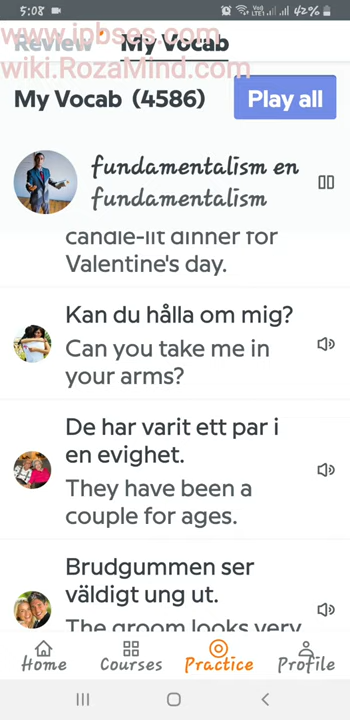 5:08
42%
www.ipbses.com
Review
My Vocab
wiki.RozaMind.com
My Vocab (4586)
Play all
fundamentalism en
fundamentalism
candle-lit dinner for
Valentine's day.
Kan du hålla om mig?
Can you take me in
your arms?
De har varit ett par i
en evighet.
They have been a
couple for ages.
Brudgummen ser
väldigt ung ut.
The groom looks very
Home
Courses
Practice
Profile